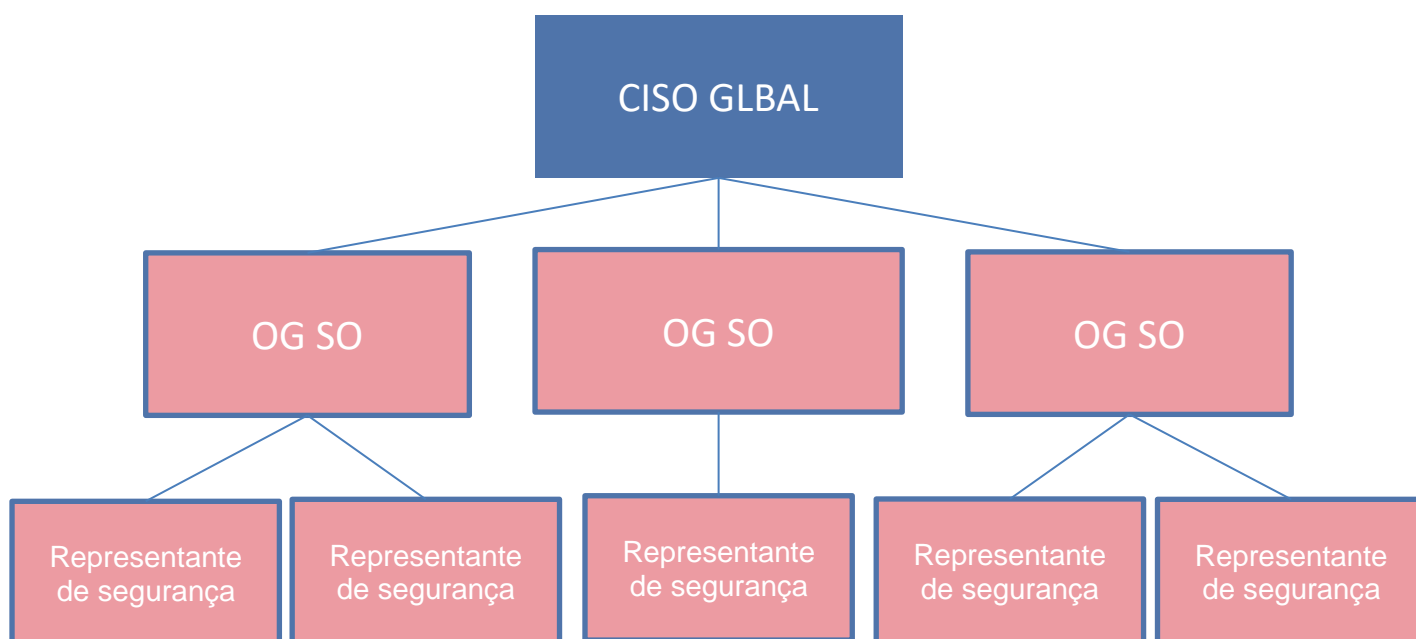 CISO GLBAL
OG SO
OG SO
OG SO
Representante
de segurança
Representante
de segurança
Representante
de segurança
Representante
de segurança
Representante
de segurança